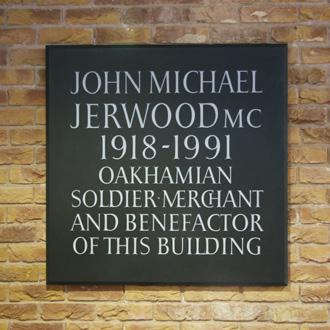 JOHN MICHAEL
JERWOOD MC
1918-1991
OAKHAMIAN
SOLDIER·MERCHANT
AND BENEFACTOR
OF THIS BUILDING